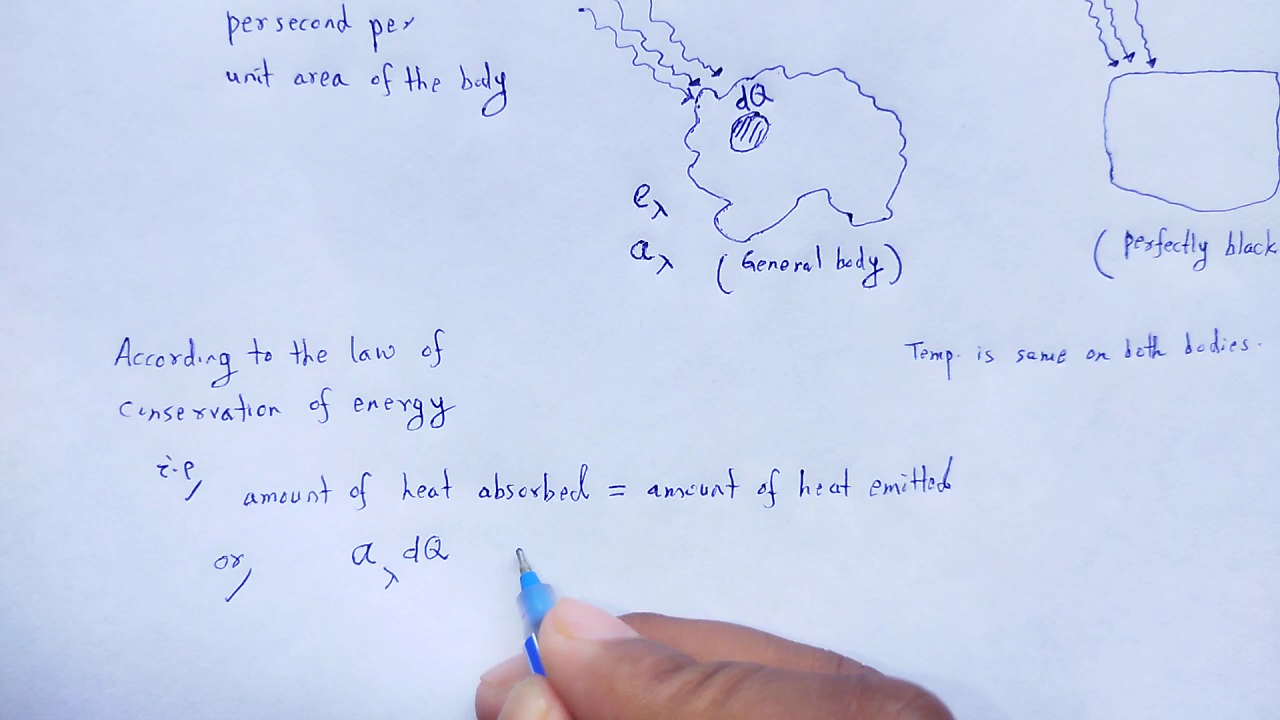 per second per
unit area of the body
dQ
eλ
aλ
(General body)
(perfectly black
Temp. is same on both bodies.
According to the law of
conservation of energy
i.e,
amount of heat absorbed = amount of heat emitted
or, aλ dQ